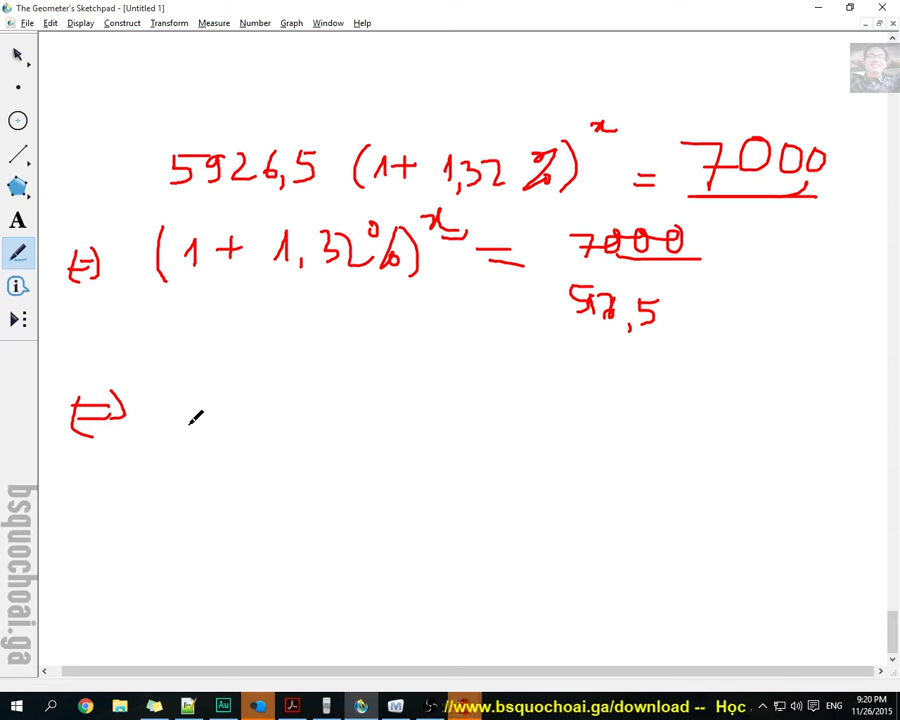 The Geometer's Sketchpad - [Untitled 1]
File Edit Display Construct Transform Measure Number Graph Window Help
5926,5 (1+ 1,32 %)^x = 7000
⇔ (1 + 1,32%)^x = 7000
⇔
A
bsquochoai.ga
//www.bsquochoai.ga/download -- Học
ENG
9:20 PM
11/26/2015